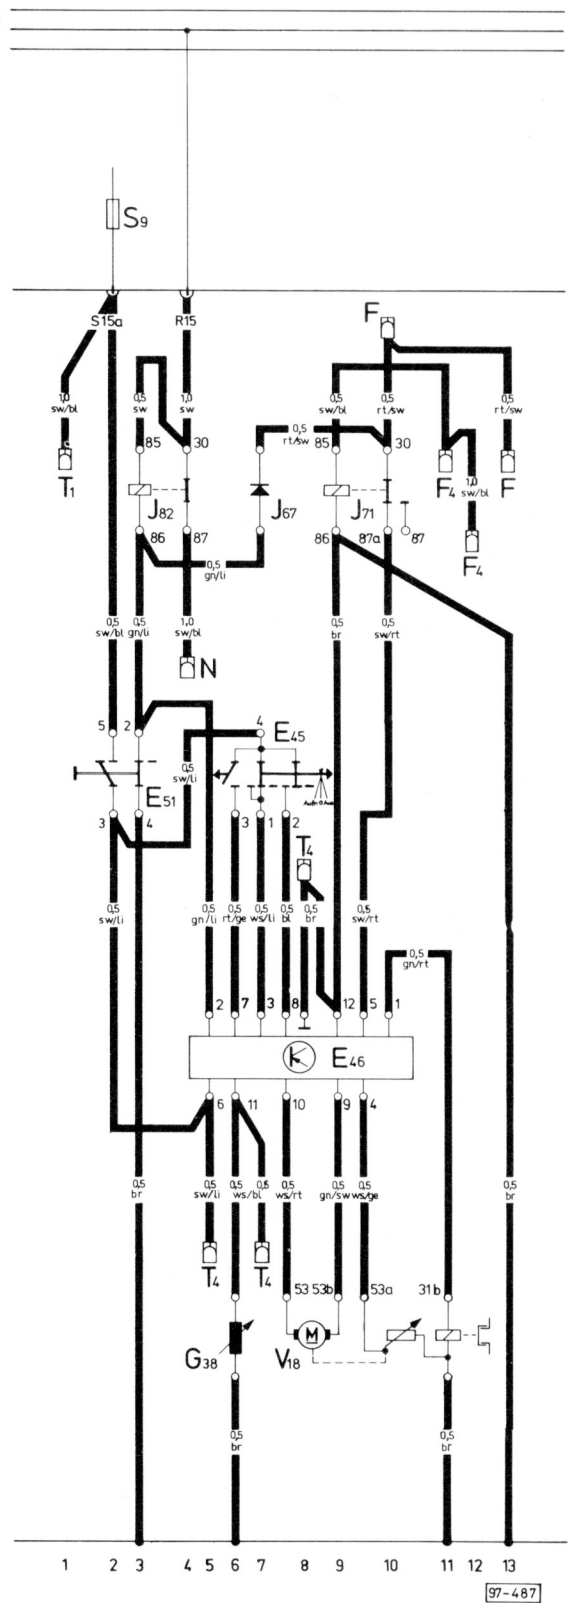 S9
S15a R15
F
1,0 sw/bl
0,5 sw
1,0 sw
0,5 sw/bl
0,5 rt/sw
0,5 rt/sw
0,5 rt/sw
85 30 85 30
T1 J82 J67 J71 F4 F
1,0 sw/bl
86 87 86 87a 87
F4
0,5 gn/li
0,5 sw/bl
0,5 gn/li
1,0 sw/bl
0,5 br
0,5 sw/rt
N
5 2 4 E45
0,5 sw/li
E51
3 4 3 1 2
T4
0,5 sw/li
0,5 gn/li
0,5 rt/ge
0,5 ws/li
0,5 bl
0,5 br
0,5 sw/rt
0,5 gn/rt
2 7 3 8 12 5 1
E46
6 11 10 9 4
0,5 br
0,5 sw/li
0,5 ws/bl
0,5
0,5 ws/rt
0,5 gn/sw
0,5 ws/ge
0,5 br
T4 T4
53 53b 53a 31b
M
G38 V18
0,5 br
0,5 br
1 2 3 4 5 6 7 8 9 10 11 12 13
97-487